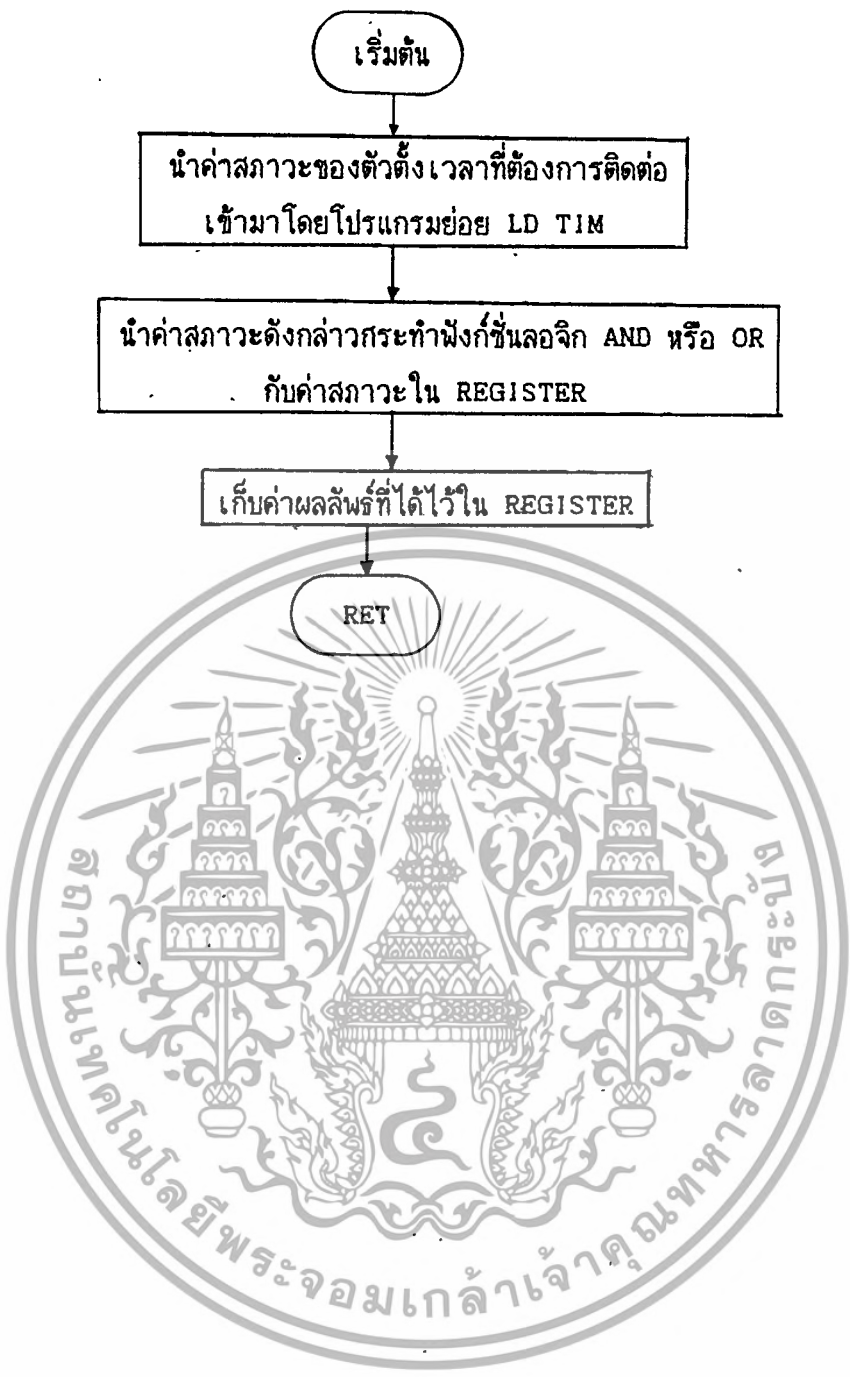 เริ่มต้น
นำค่าสภาวะของตัวตั้งเวลาที่ต้องการติดต่อ
เข้ามาโดยโปรแกรมย่อย LD TIM
นำค่าสภาวะดังกล่าวกระทำฟังก์ชั่นลอจิก AND หรือ OR
กับค่าสภาวะใน REGISTER
เก็บค่าผลลัพธ์ที่ได้ไว้ใน REGISTER
RET
สถาบันเทคโนโลยีพระจอมเกล้าเจ้าคุณทหารลาดกระบัง